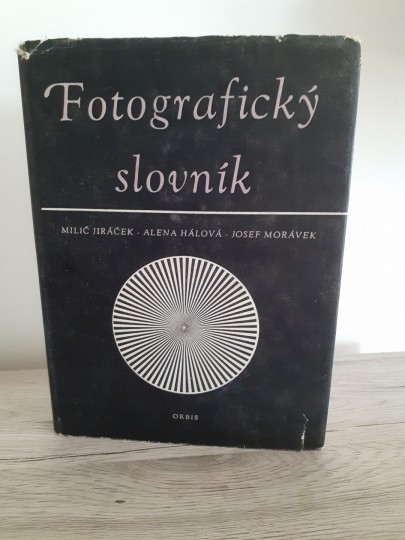 Fotografický
slovník
MILIČ JIRÁČEK - ALENA HÁLOVÁ - JOSEF MORÁVEK
ORBIS